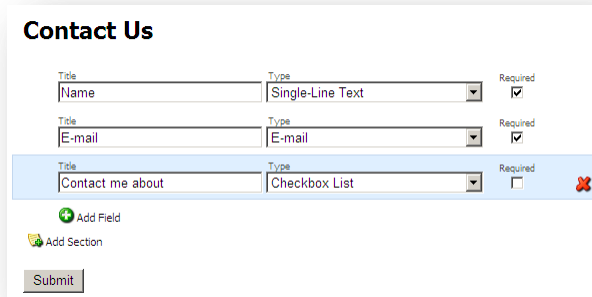 Contact Us
Title Type Required
Name Single-Line Text
Title Type Required
E-mail E-mail
Title Type Required
Contact me about Checkbox List
Add Field
Add Section
Submit